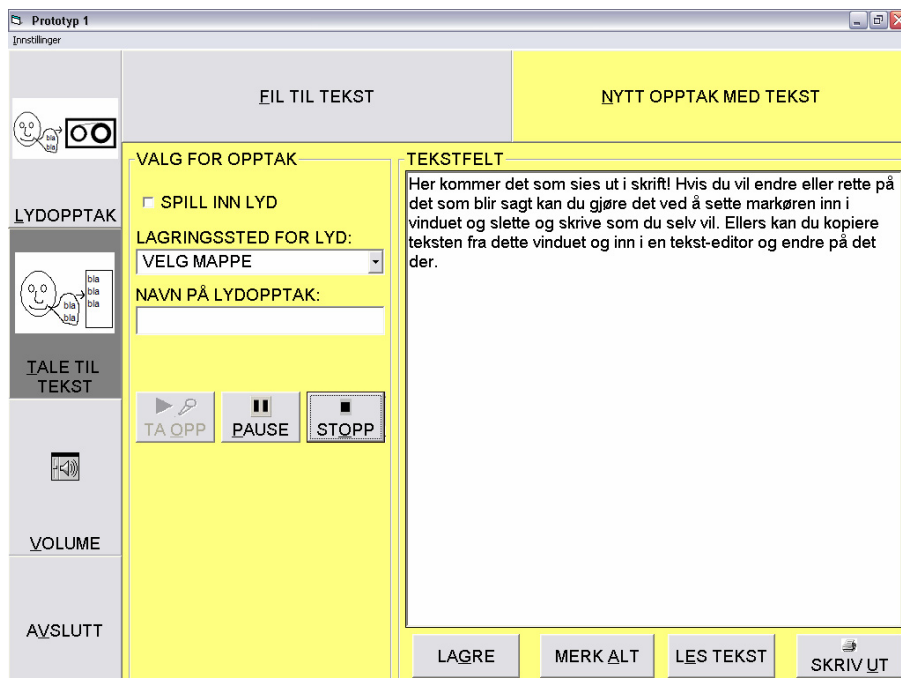 Prototyp 1
Innstillinger
FIL TIL TEKST
NYTT OPPTAK MED TEKST
bla
bla
LYDOPPTAK
bla
bla
bla
bla
bla
TALE TIL
TEKST
VOLUME
AVSLUTT
VALG FOR OPPTAK
SPILL INN LYD
LAGRINGSSTED FOR LYD:
VELG MAPPE
NAVN PÅ LYDOPPTAK:
TA OPP
PAUSE
STOPP
TEKSTFELT
Her kommer det som sies ut i skrift! Hvis du vil endre eller rette på
det som blir sagt kan du gjøre det ved å sette markøren inn i
vinduet og slette og skrive som du selv vil. Ellers kan du kopiere
teksten fra dette vinduet og inn i en tekst-editor og endre på det
der.
LAGRE
MERK ALT
LES TEKST
SKRIV UT